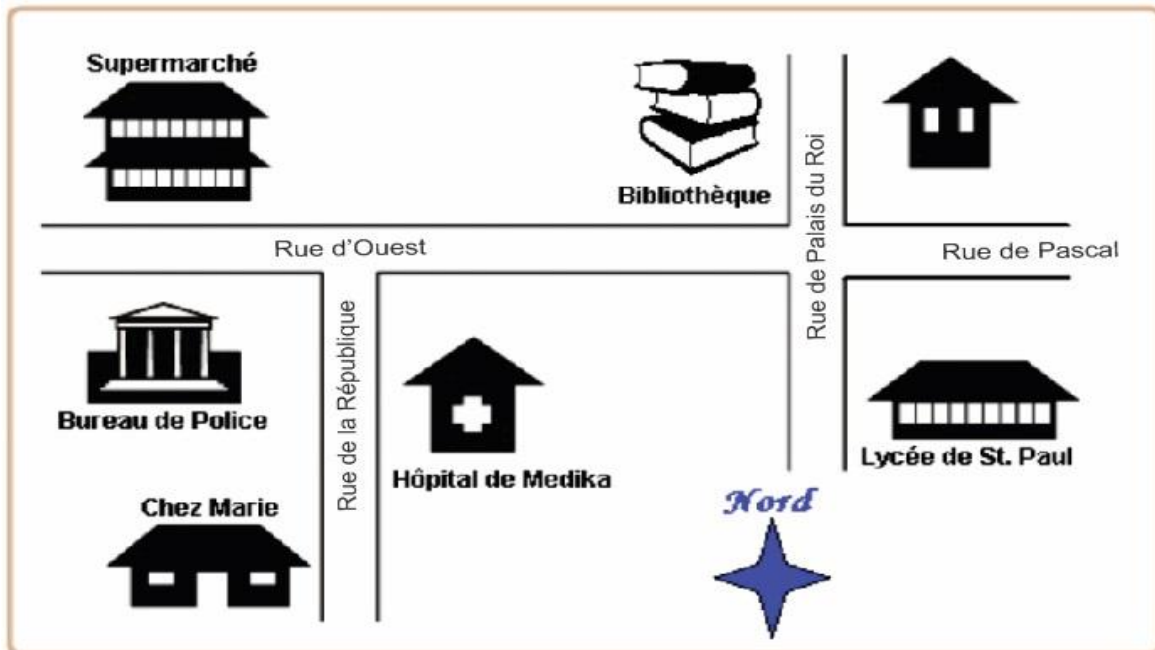 Supermarché
Bibliothèque
Rue de Palais du Roi
Rue d'Ouest
Rue de Pascal
Bureau de Police
Rue de la République
Hôpital de Medika
Lycée de St. Paul
Chez Marie
Nord